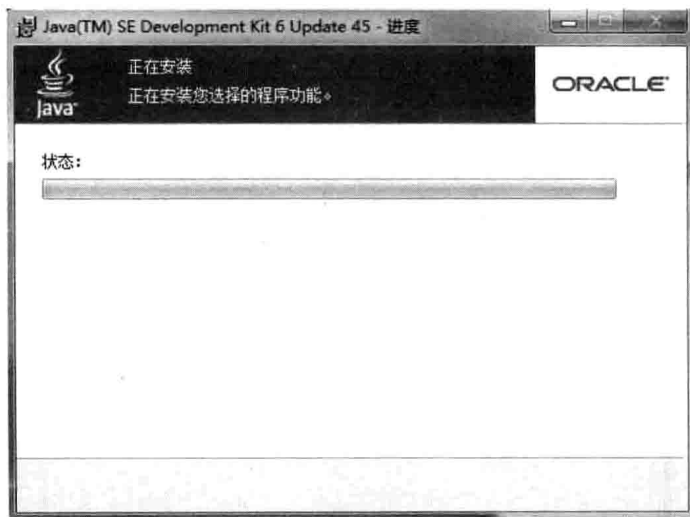 Java(TM) SE Development Kit 6 Update 45 - 进度
正在安装
正在安装您选择的程序功能。
Java
ORACLE
状态: